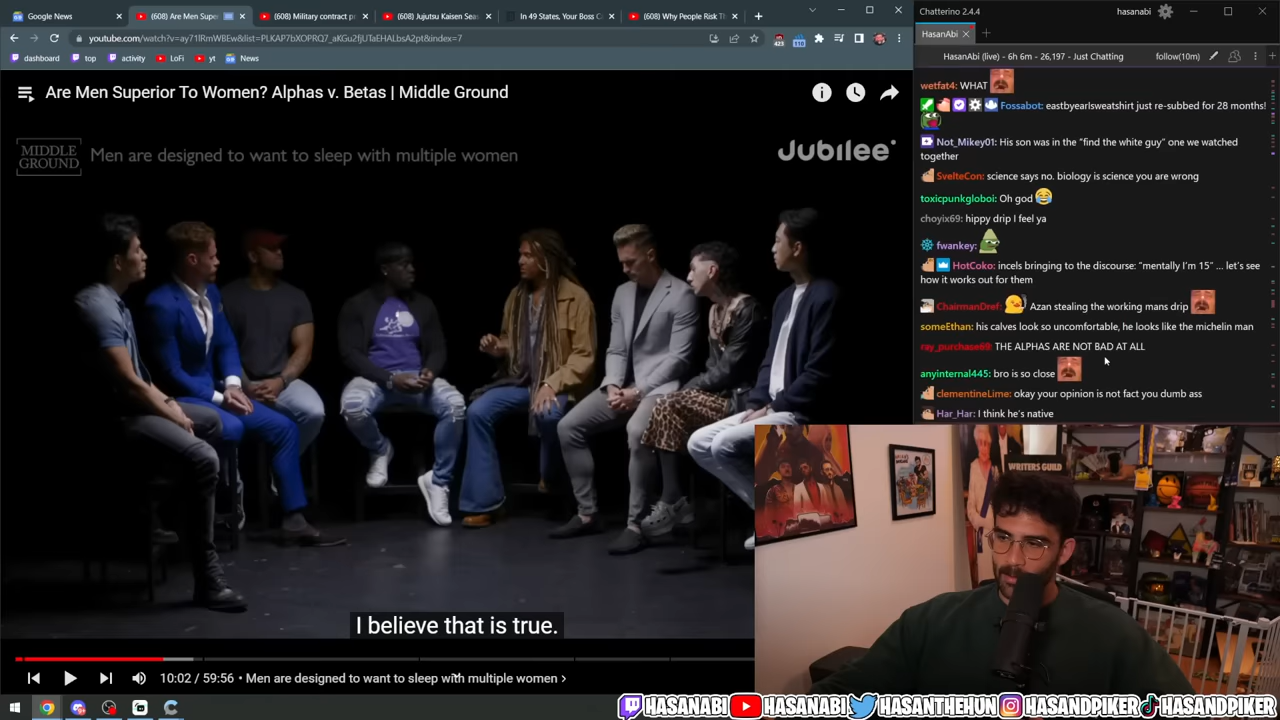 Google News
(608) Are Men Supe
(608) Military contract p
(608) Jujutsu Kaisen Sea
In 49 States, Your Boss C
(608) Why People Risk Th
youtube.com/watch?v=ay71lRmWBEw&list=PLKAP7bXOPRQ7_aKGu2fjUTaEHALbsA2pt&index=7
423
110
dashboard
top
activity
LoFi
yt
News
Are Men Superior To Women? Alphas v. Betas | Middle Ground
MIDDLE
GROUND
Men are designed to want to sleep with multiple women
Jubilee
I believe that is true.
10:02 / 59:56 • Men are designed to want to sleep with multiple women
Chatterino 2.4.4
hasanabi
HasanAbi
HasanAbi (live) - 6h 6m - 26,197 - Just Chatting
follow(10m)
wetfat4: WHAT
Fossabot: eastbyearlsweatshirt just re-subbed for 28 months!
Not_Mikey01: His son was in the "find the white guy" one we watched
together
SvelteCon: science says no. biology is science you are wrong
toxicpunkgloboi: Oh god
choyix69: hippy drip I feel ya
fwankey:
HotCoko: incels bringing to the discourse: "mentally I'm 15" ... let's see
how it works out for them
ChairmanDref: Azan stealing the working mans drip
someEthan: his calves look so uncomfortable, he looks like the michelin man
ray_purchase69: THE ALPHAS ARE NOT BAD AT ALL
anyinternal445: bro is so close
clementineLime: okay your opinion is not fact you dumb ass
Har_Har: I think he's native
WRITERS GUILD
HASANABI
HASANABI
HASANTHEHUN
HASANDPIKER
HASANDPIKER